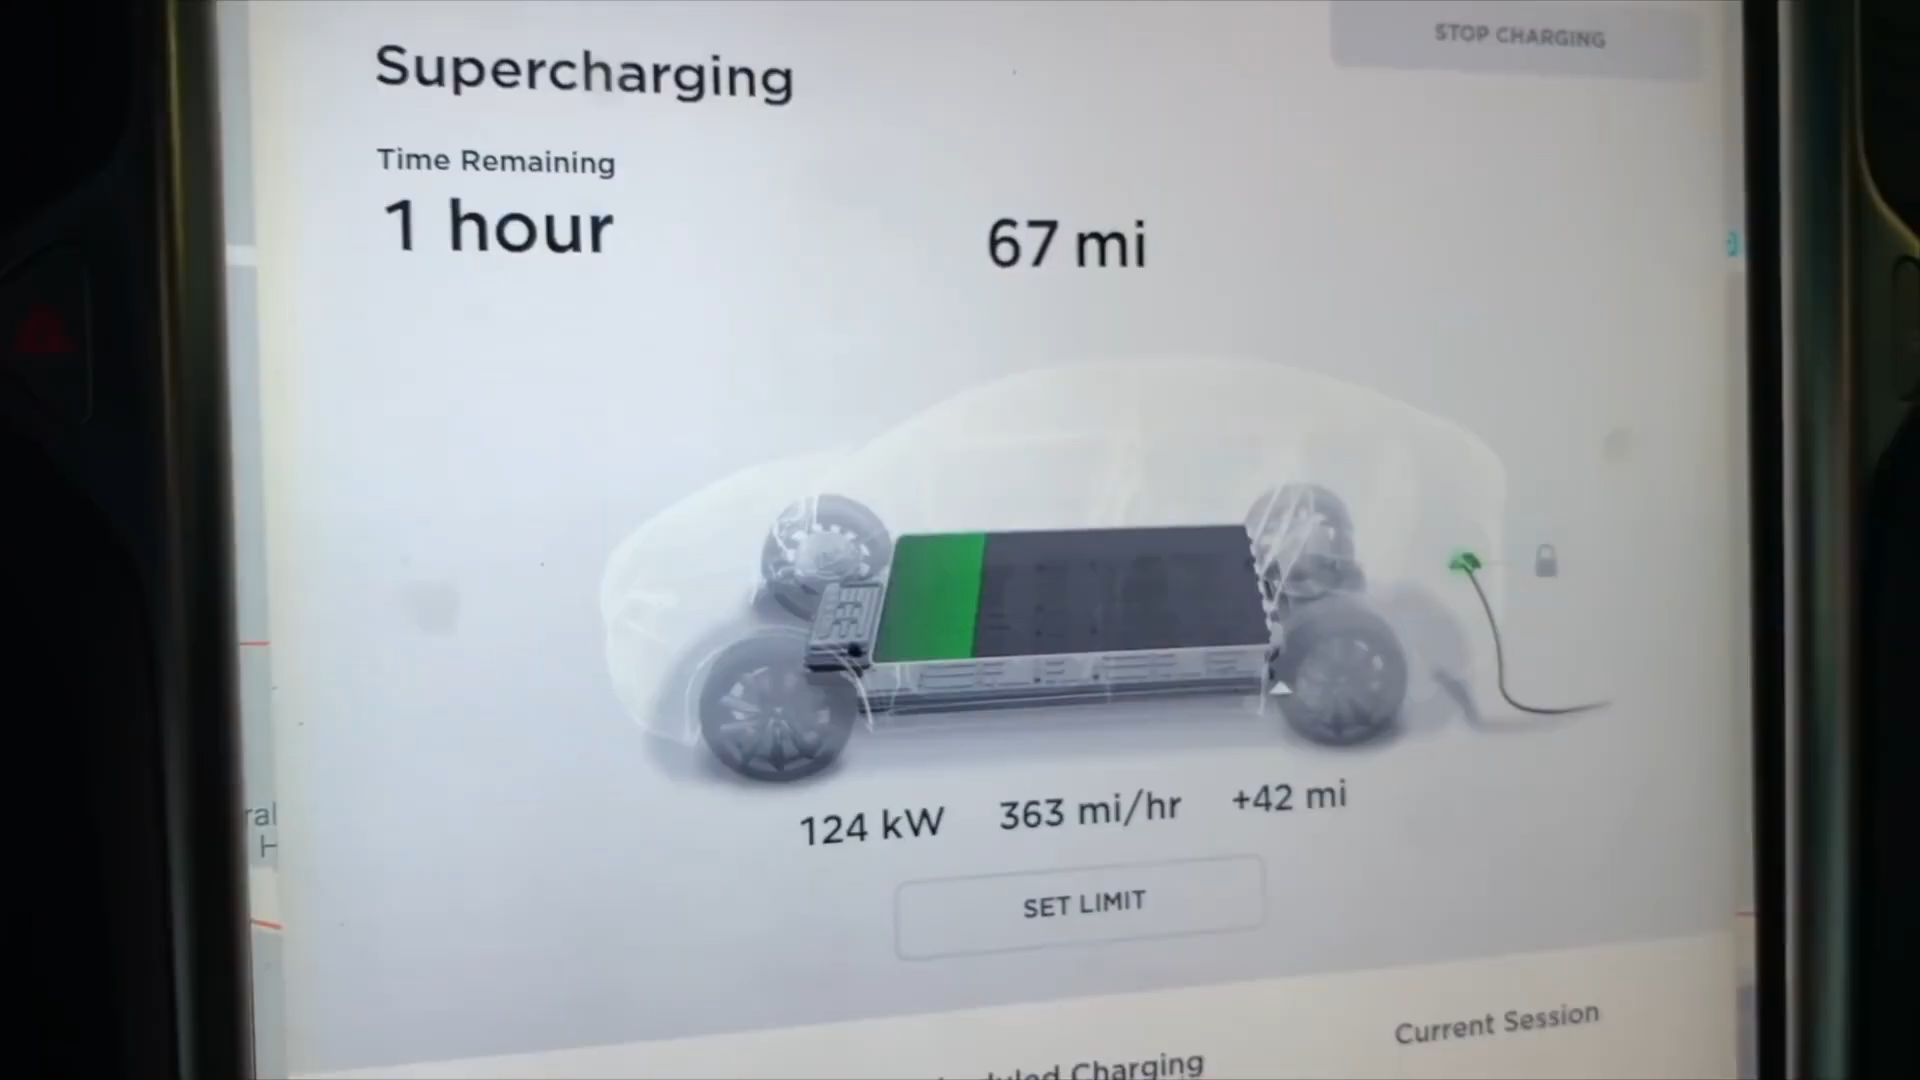 STOP CHARGING
Supercharging
Time Remaining
1 hour
67 mi
124 kW 363 mi/hr +42 mi
SET LIMIT
Current Session
Charging